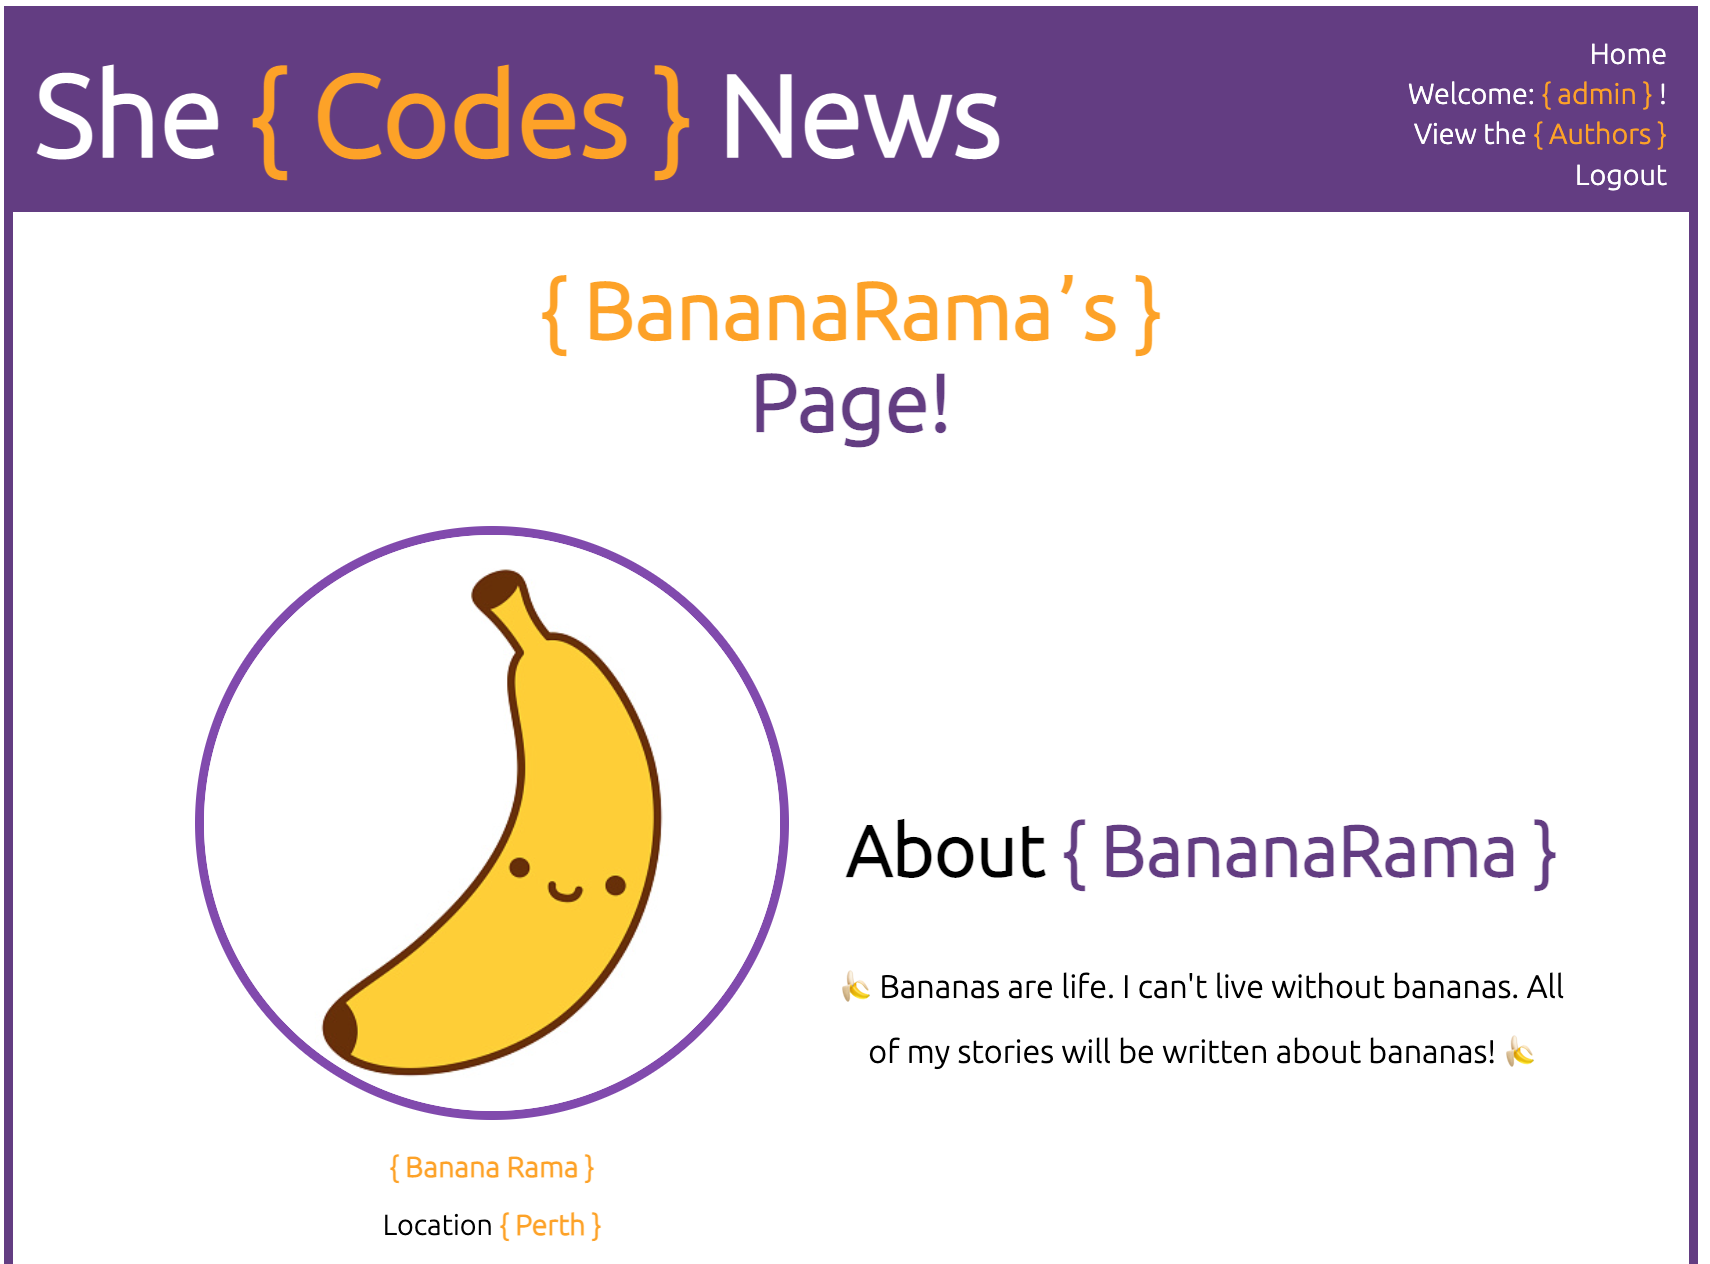 She { Codes } News
Home
Welcome: { admin } !
View the { Authors }
Logout
{ BananaRama’s }
Page!
About { BananaRama }
🍌 Bananas are life. I can't live without bananas. All
of my stories will be written about bananas! 🍌
{ Banana Rama }
Location { Perth }